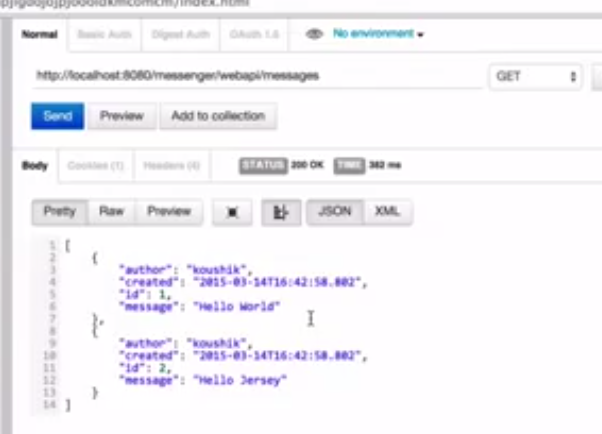 Normal Basic Auth Digest Auth OAuth 1.0 No environment
http://localhost:8080/messenger/webapi/messages GET
Send Preview Add to collection
Body Cookies (1) Headers (4) STATUS 200 OK TIME 382 ms
Pretty Raw Preview JSON XML
1 [
2 {
3 "author": "koushik",
4 "created": "2015-03-14T16:42:58.802",
5 "id": 1,
6 "message": "Hello World"
7 },
8 {
9 "author": "koushik",
10 "created": "2015-03-14T16:42:58.802",
11 "id": 2,
12 "message": "Hello Jersey"
13 }
14 ]